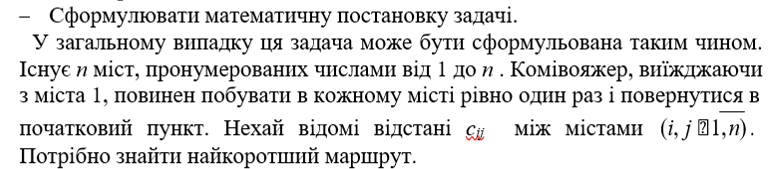 – Сформулювати математичну постановку задачі.
У загальному випадку ця задача може бути сформульована таким чином.
Існує n міст, пронумерованих числами від 1 до n . Комівояжер, виїжджаючи
з міста 1, повинен побувати в кожному місті рівно один раз і повернутися в
початковий пункт. Нехай відомі відстані cᵢⱼ між містами (i, j �1,n̅) .
Потрібно знайти найкоротший маршрут.